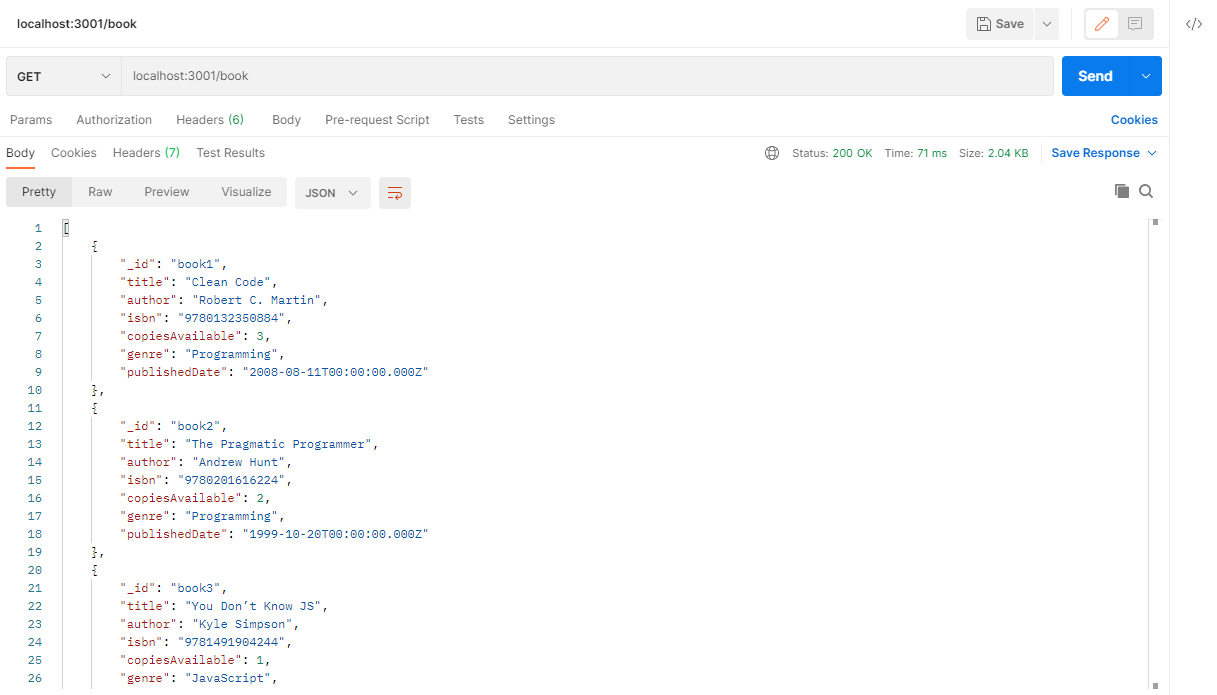 localhost:3001/book
Save
</>
GET
localhost:3001/book
Send
Params Authorization Headers (6) Body Pre-request Script Tests Settings Cookies
Body Cookies Headers (7) Test Results Status: 200 OK Time: 71 ms Size: 2.04 KB Save Response
Pretty Raw Preview Visualize JSON
1 [
2 {
3 "_id": "book1",
4 "title": "Clean Code",
5 "author": "Robert C. Martin",
6 "isbn": "9780132350884",
7 "copiesAvailable": 3,
8 "genre": "Programming",
9 "publishedDate": "2008-08-11T00:00:00.000Z"
10 },
11 {
12 "_id": "book2",
13 "title": "The Pragmatic Programmer",
14 "author": "Andrew Hunt",
15 "isbn": "9780201616224",
16 "copiesAvailable": 2,
17 "genre": "Programming",
18 "publishedDate": "1999-10-20T00:00:00.000Z"
19 },
20 {
21 "_id": "book3",
22 "title": "You Don’t Know JS",
23 "author": "Kyle Simpson",
24 "isbn": "9781491904244",
25 "copiesAvailable": 1,
26 "genre": "JavaScript",